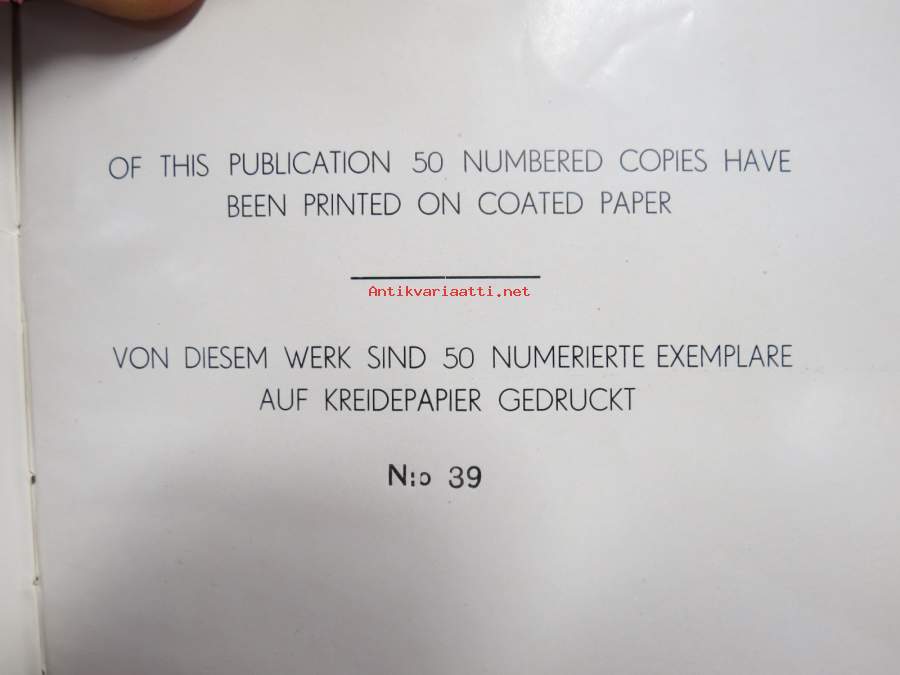 OF THIS PUBLICATION 50 NUMBERED COPIES HAVE
BEEN PRINTED ON COATED PAPER
Antikvariaatti.net
VON DIESEM WERK SIND 50 NUMERIERTE EXEMPLARE
AUF KREIDEPAPIER GEDRUCKT
N:o 39